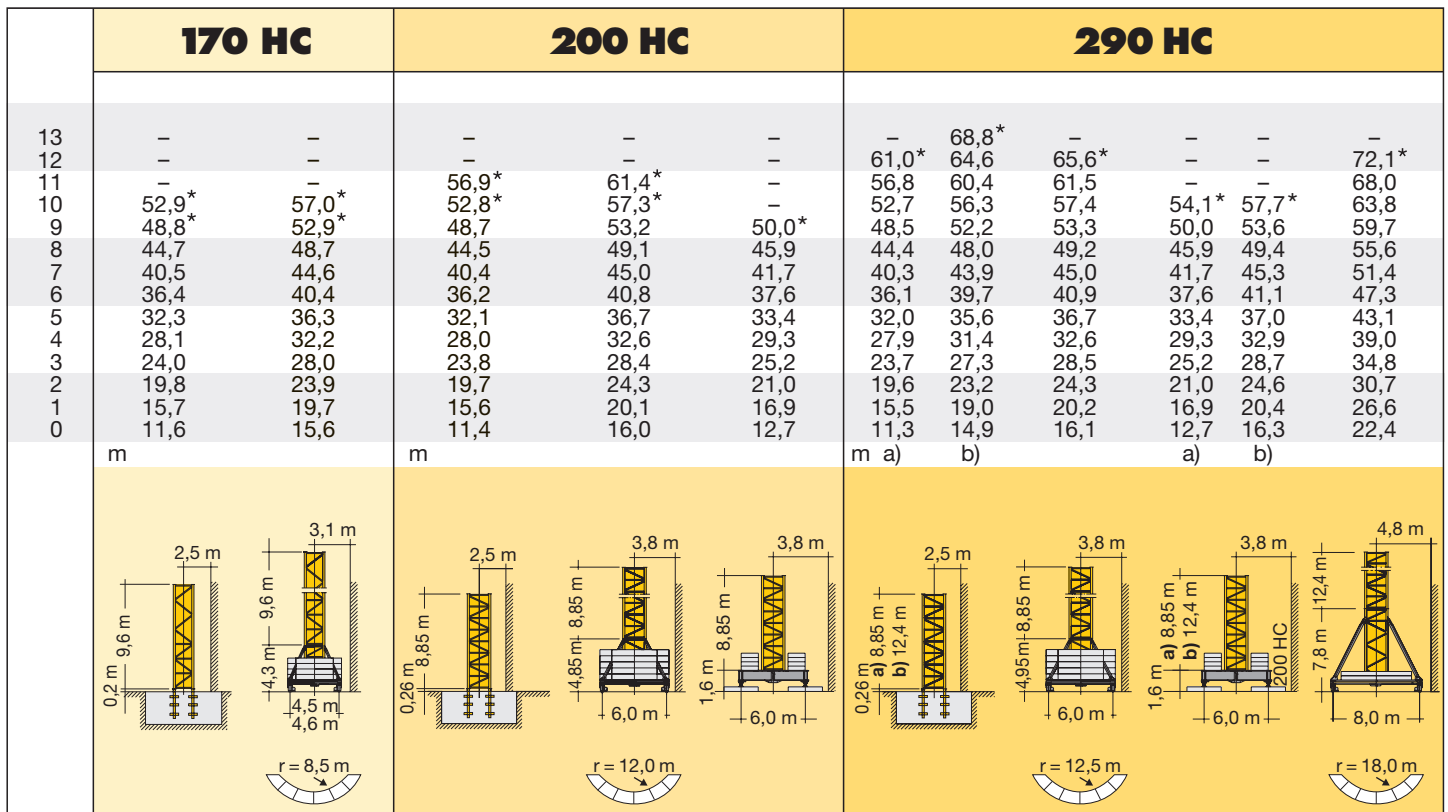 170 HC 200 HC 290 HC
13 – – – – – – 68,8* – – – –
12 – – – – – 61,0* 64,6 65,6* – – 72,1*
11 – – 56,9* 61,4* – 56,8 60,4 61,5 – – 68,0
10 52,9* 57,0* 52,8* 57,3* – 52,7 56,3 57,4 54,1* 57,7* 63,8
9 48,8* 52,9* 48,7 53,2 50,0* 48,5 52,2 53,3 50,0 53,6 59,7
8 44,7 48,7 44,5 49,1 45,9 44,4 48,0 49,2 45,9 49,4 55,6
7 40,5 44,6 40,4 45,0 41,7 40,3 43,9 45,0 41,7 45,3 51,4
6 36,4 40,4 36,2 40,8 37,6 36,1 39,7 40,9 37,6 41,1 47,3
5 32,3 36,3 32,1 36,7 33,4 32,0 35,6 36,7 33,4 37,0 43,1
4 28,1 32,2 28,0 32,6 29,3 27,9 31,4 32,6 29,3 32,9 39,0
3 24,0 28,0 23,8 28,4 25,2 23,7 27,3 28,5 25,2 28,7 34,8
2 19,8 23,9 19,7 24,3 21,0 19,6 23,2 24,3 21,0 24,6 30,7
1 15,7 19,7 15,6 20,1 16,9 15,5 19,0 20,2 16,9 20,4 26,6
0 11,6 15,6 11,4 16,0 12,7 11,3 14,9 16,1 12,7 16,3 22,4
m m m a) b) a) b)
2,5 m
9,6 m
0,2 m
3,1 m
9,6 m
4,3 m
4,5 m
4,6 m
r = 8,5 m
2,5 m
8,85 m
0,26 m
3,8 m
8,85 m
4,85 m
6,0 m
r = 12,0 m
3,8 m
8,85 m
1,6 m
6,0 m
2,5 m
a) 8,85 m
b) 12,4 m
0,26 m
3,8 m
8,85 m
4,95 m
6,0 m
r = 12,5 m
3,8 m
a) 8,85 m
b) 12,4 m
1,6 m
200 HC
6,0 m
4,8 m
12,4 m
7,8 m
8,0 m
r = 18,0 m